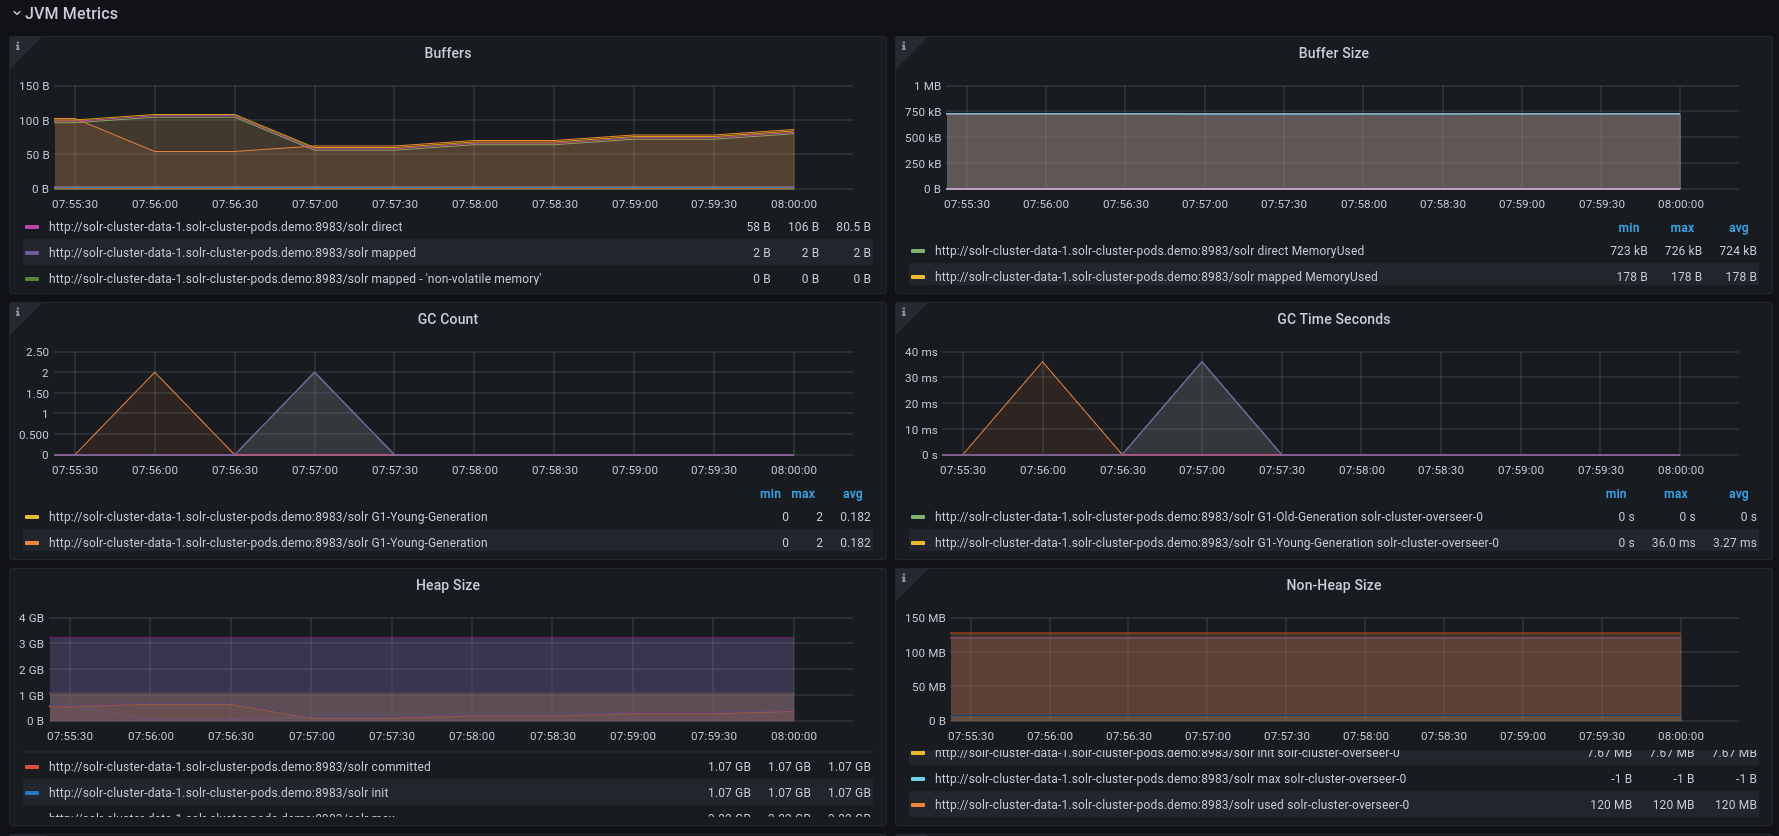 JVM Metrics
Buffers
150 B
100 B
50 B
0 B
07:55:30 07:56:00 07:56:30 07:57:00 07:57:30 07:58:00 07:58:30 07:59:00 07:59:30 08:00:00
http://solr-cluster-data-1.solr-cluster-pods.demo:8983/solr direct 58 B 106 B 80.5 B
http://solr-cluster-data-1.solr-cluster-pods.demo:8983/solr mapped 2 B 2 B 2 B
http://solr-cluster-data-1.solr-cluster-pods.demo:8983/solr mapped - 'non-volatile memory' 0 B 0 B 0 B
Buffer Size
1 MB
750 kB
500 kB
250 kB
0 B
07:55:30 07:56:00 07:56:30 07:57:00 07:57:30 07:58:00 07:58:30 07:59:00 07:59:30 08:00:00
min max avg
http://solr-cluster-data-1.solr-cluster-pods.demo:8983/solr direct MemoryUsed 723 kB 726 kB 724 kB
http://solr-cluster-data-1.solr-cluster-pods.demo:8983/solr mapped MemoryUsed 178 B 178 B 178 B
GC Count
2.50
2
1.50
1
0.500
0
07:55:30 07:56:00 07:56:30 07:57:00 07:57:30 07:58:00 07:58:30 07:59:00 07:59:30 08:00:00
min max avg
http://solr-cluster-data-1.solr-cluster-pods.demo:8983/solr G1-Young-Generation 0 2 0.182
http://solr-cluster-data-1.solr-cluster-pods.demo:8983/solr G1-Young-Generation 0 2 0.182
GC Time Seconds
40 ms
30 ms
20 ms
10 ms
0 s
07:55:30 07:56:00 07:56:30 07:57:00 07:57:30 07:58:00 07:58:30 07:59:00 07:59:30 08:00:00
min max avg
http://solr-cluster-data-1.solr-cluster-pods.demo:8983/solr G1-Old-Generation solr-cluster-overseer-0 0 s 0 s 0 s
http://solr-cluster-data-1.solr-cluster-pods.demo:8983/solr G1-Young-Generation solr-cluster-overseer-0 0 s 36.0 ms 3.27 ms
Heap Size
4 GB
3 GB
2 GB
1 GB
0 B
07:55:30 07:56:00 07:56:30 07:57:00 07:57:30 07:58:00 07:58:30 07:59:00 07:59:30 08:00:00
http://solr-cluster-data-1.solr-cluster-pods.demo:8983/solr committed 1.07 GB 1.07 GB 1.07 GB
http://solr-cluster-data-1.solr-cluster-pods.demo:8983/solr init 1.07 GB 1.07 GB 1.07 GB
Non-Heap Size
150 MB
100 MB
50 MB
0 B
07:55:30 07:56:00 07:56:30 07:57:00 07:57:30 07:58:00 07:58:30 07:59:00 07:59:30 08:00:00
http://solr-cluster-data-1.solr-cluster-pods.demo:8983/solr init solr-cluster-overseer-0 7.67 MB 7.67 MB 7.67 MB
http://solr-cluster-data-1.solr-cluster-pods.demo:8983/solr max solr-cluster-overseer-0 -1 B -1 B -1 B
http://solr-cluster-data-1.solr-cluster-pods.demo:8983/solr used solr-cluster-overseer-0 120 MB 120 MB 120 MB